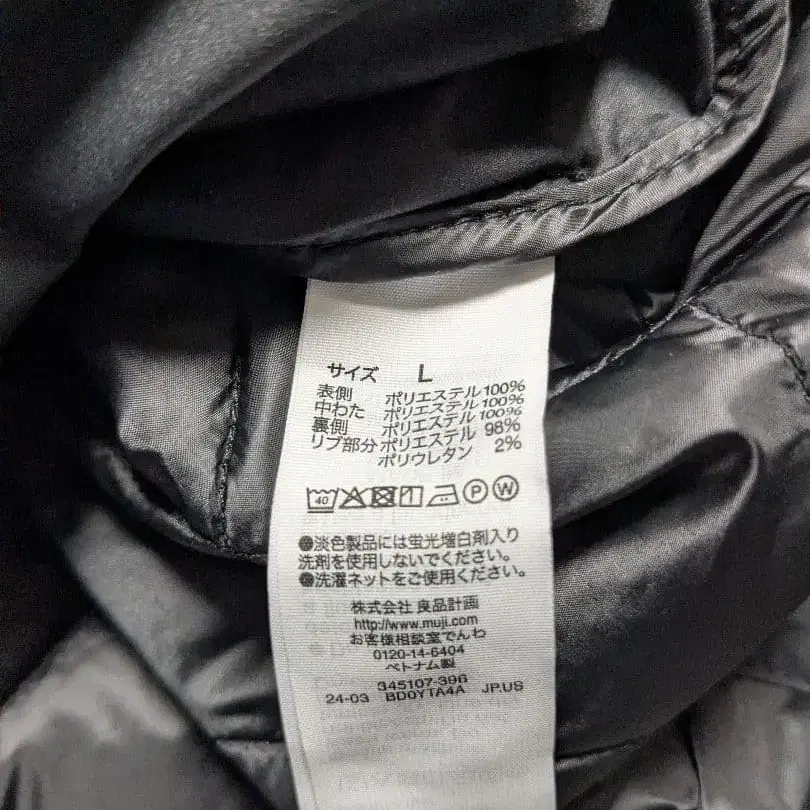 サイズ L
表側 ポリエステル100%
中わた ポリエステル100%
裏側 ポリエステル100%
リブ部分 ポリエステル 98%
ポリウレタン 2%
40 P W
●淡色製品には蛍光増白剤入り
洗剤を使用しないでください。
●洗濯ネットをご使用ください。
株式会社 良品計画
http://www.muji.com
お客様相談室でんわ
0120-14-6404
ベトナム製
345107-396
24-03 BD0YTA4A JP.US